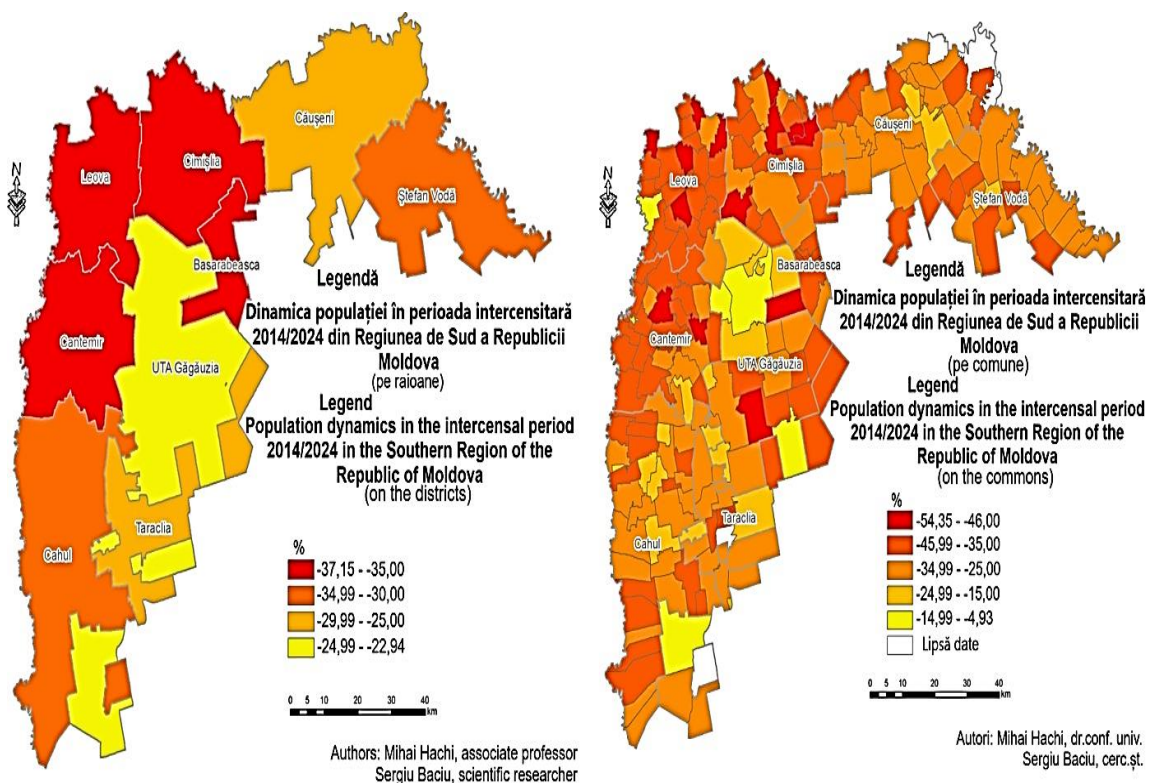 N
Leova
Cimișlia
Căușeni
Ștefan Vodă
Basarabeasca
Cantemir
UTA Găgăuzia
Taraclia
Cahul
Legendă
Dinamica populației în perioada intercensitară
2014/2024 din Regiunea de Sud a Republicii
Moldova
(pe raioane)
Legend
Population dynamics in the intercensal period
2014/2024 in the Southern Region of the
Republic of Moldova
(on the districts)
%
-37,15 - -35,00
-34,99 - -30,00
-29,99 - -25,00
-24,99 - -22,94
0 5 10 20 30 40
km
Authors: Mihai Hachi, associate professor
Sergiu Baciu, scientific researcher
N
Leova
Cimișlia
Căușeni
Ștefan Vodă
Basarabeasca
Cantemir
UTA Găgăuzia
Taraclia
Cahul
Legendă
Dinamica populației în perioada intercensitară
2014/2024 din Regiunea de Sud a Republicii
Moldova
(pe comune)
Legend
Population dynamics in the intercensal period
2014/2024 in the Southern Region of the
Republic of Moldova
(on the commons)
%
-54,35 - -46,00
-45,99 - -35,00
-34,99 - -25,00
-24,99 - -15,00
-14,99 - -4,93
Lipsă date
0 5 10 20 30 40
km
Autori: Mihai Hachi, dr.conf. univ.
Sergiu Baciu, cerc.șt.